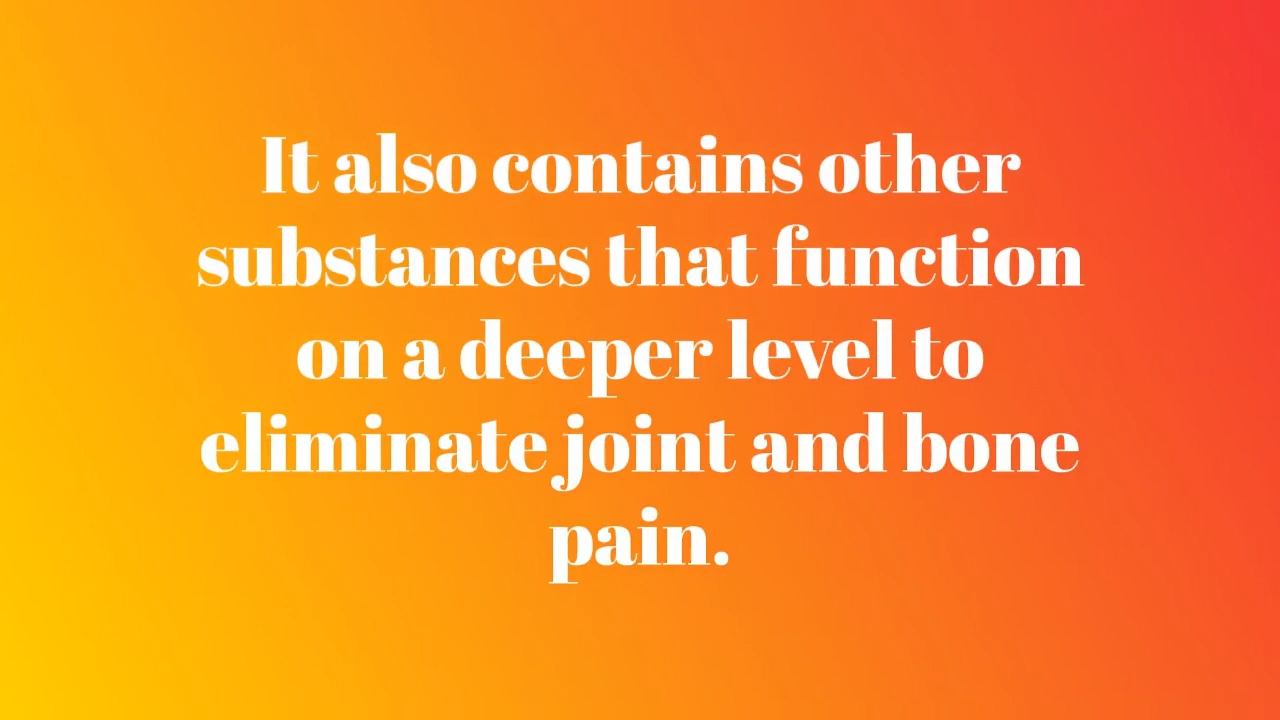 It also contains other
substances that function
on a deeper level to
eliminate joint and bone
pain.